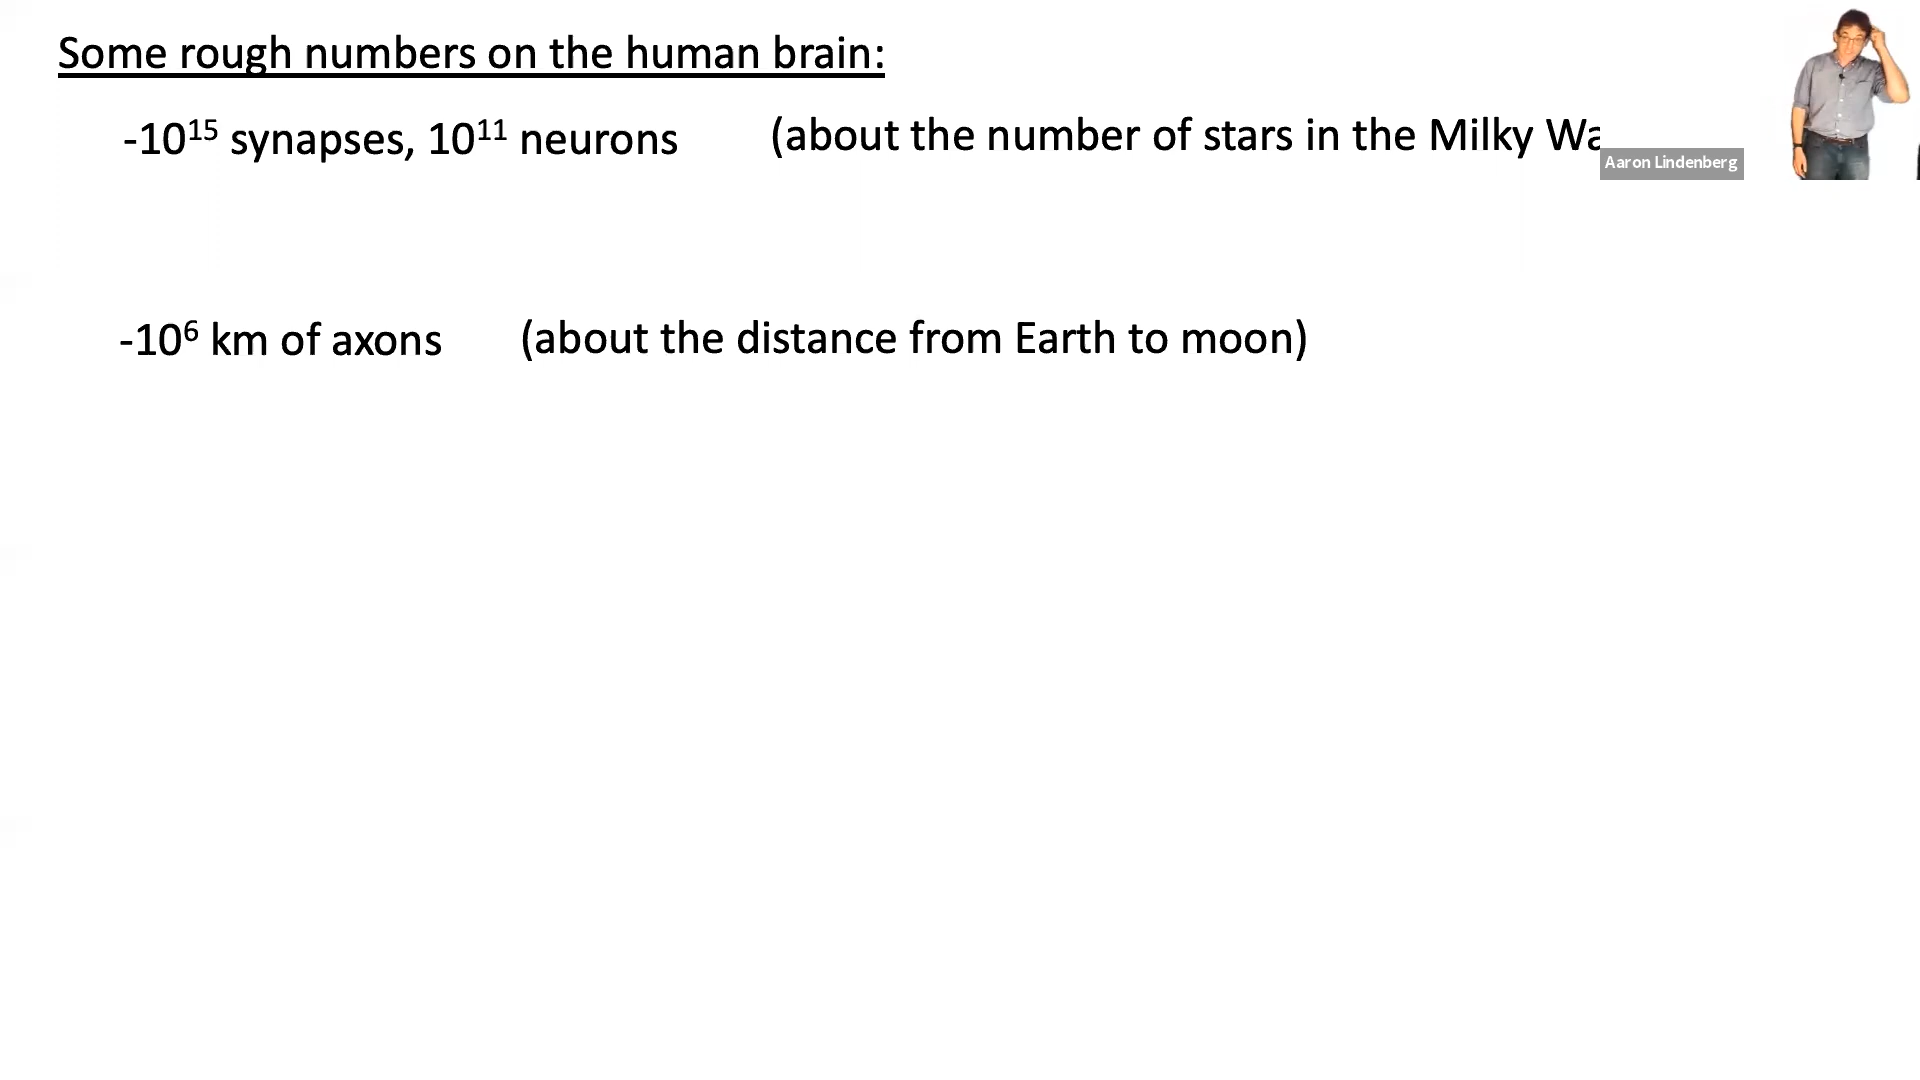 Some rough numbers on the human brain:
-10¹⁵ synapses, 10¹¹ neurons (about the number of stars in the Milky Wa
Aaron Lindenberg
-10⁶ km of axons (about the distance from Earth to moon)